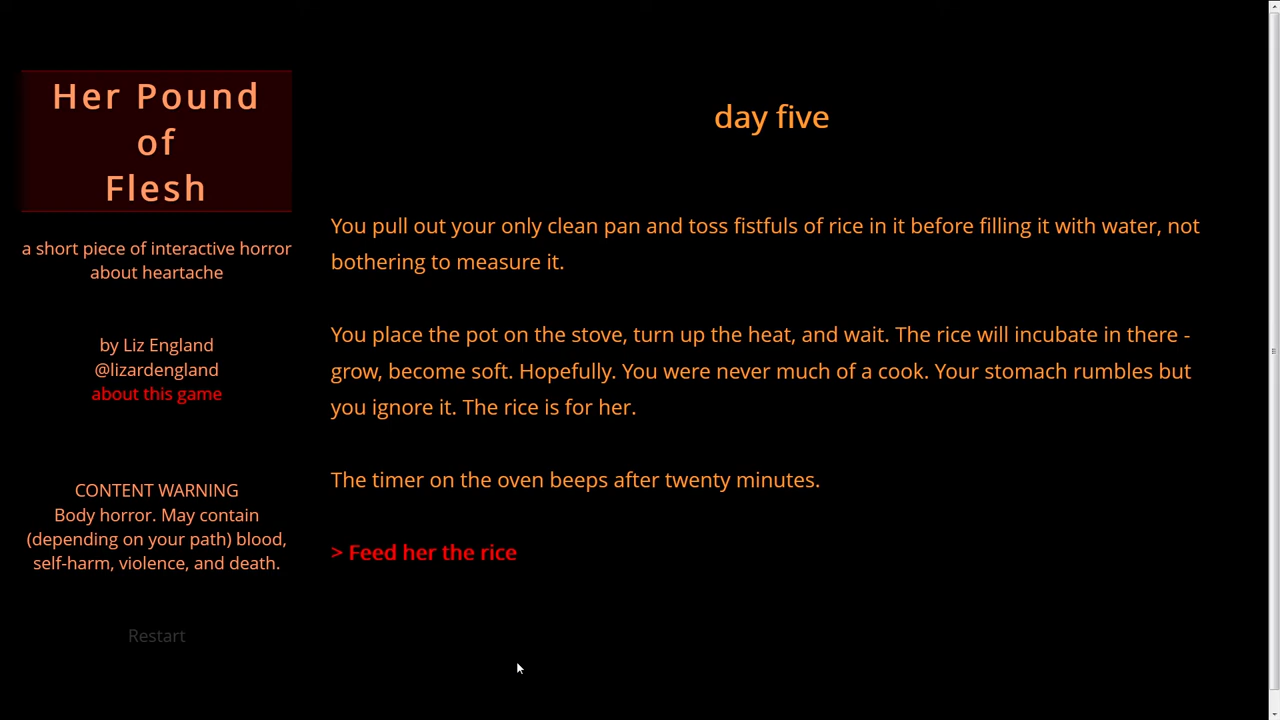 Her Pound
of
Flesh
a short piece of interactive horror
about heartache
by Liz England
@lizardengland
about this game
CONTENT WARNING
Body horror. May contain
(depending on your path) blood,
self-harm, violence, and death.
Restart
day five
You pull out your only clean pan and toss fistfuls of rice in it before filling it with water, not
bothering to measure it.
You place the pot on the stove, turn up the heat, and wait. The rice will incubate in there -
grow, become soft. Hopefully. You were never much of a cook. Your stomach rumbles but
you ignore it. The rice is for her.
The timer on the oven beeps after twenty minutes.
> Feed her the rice